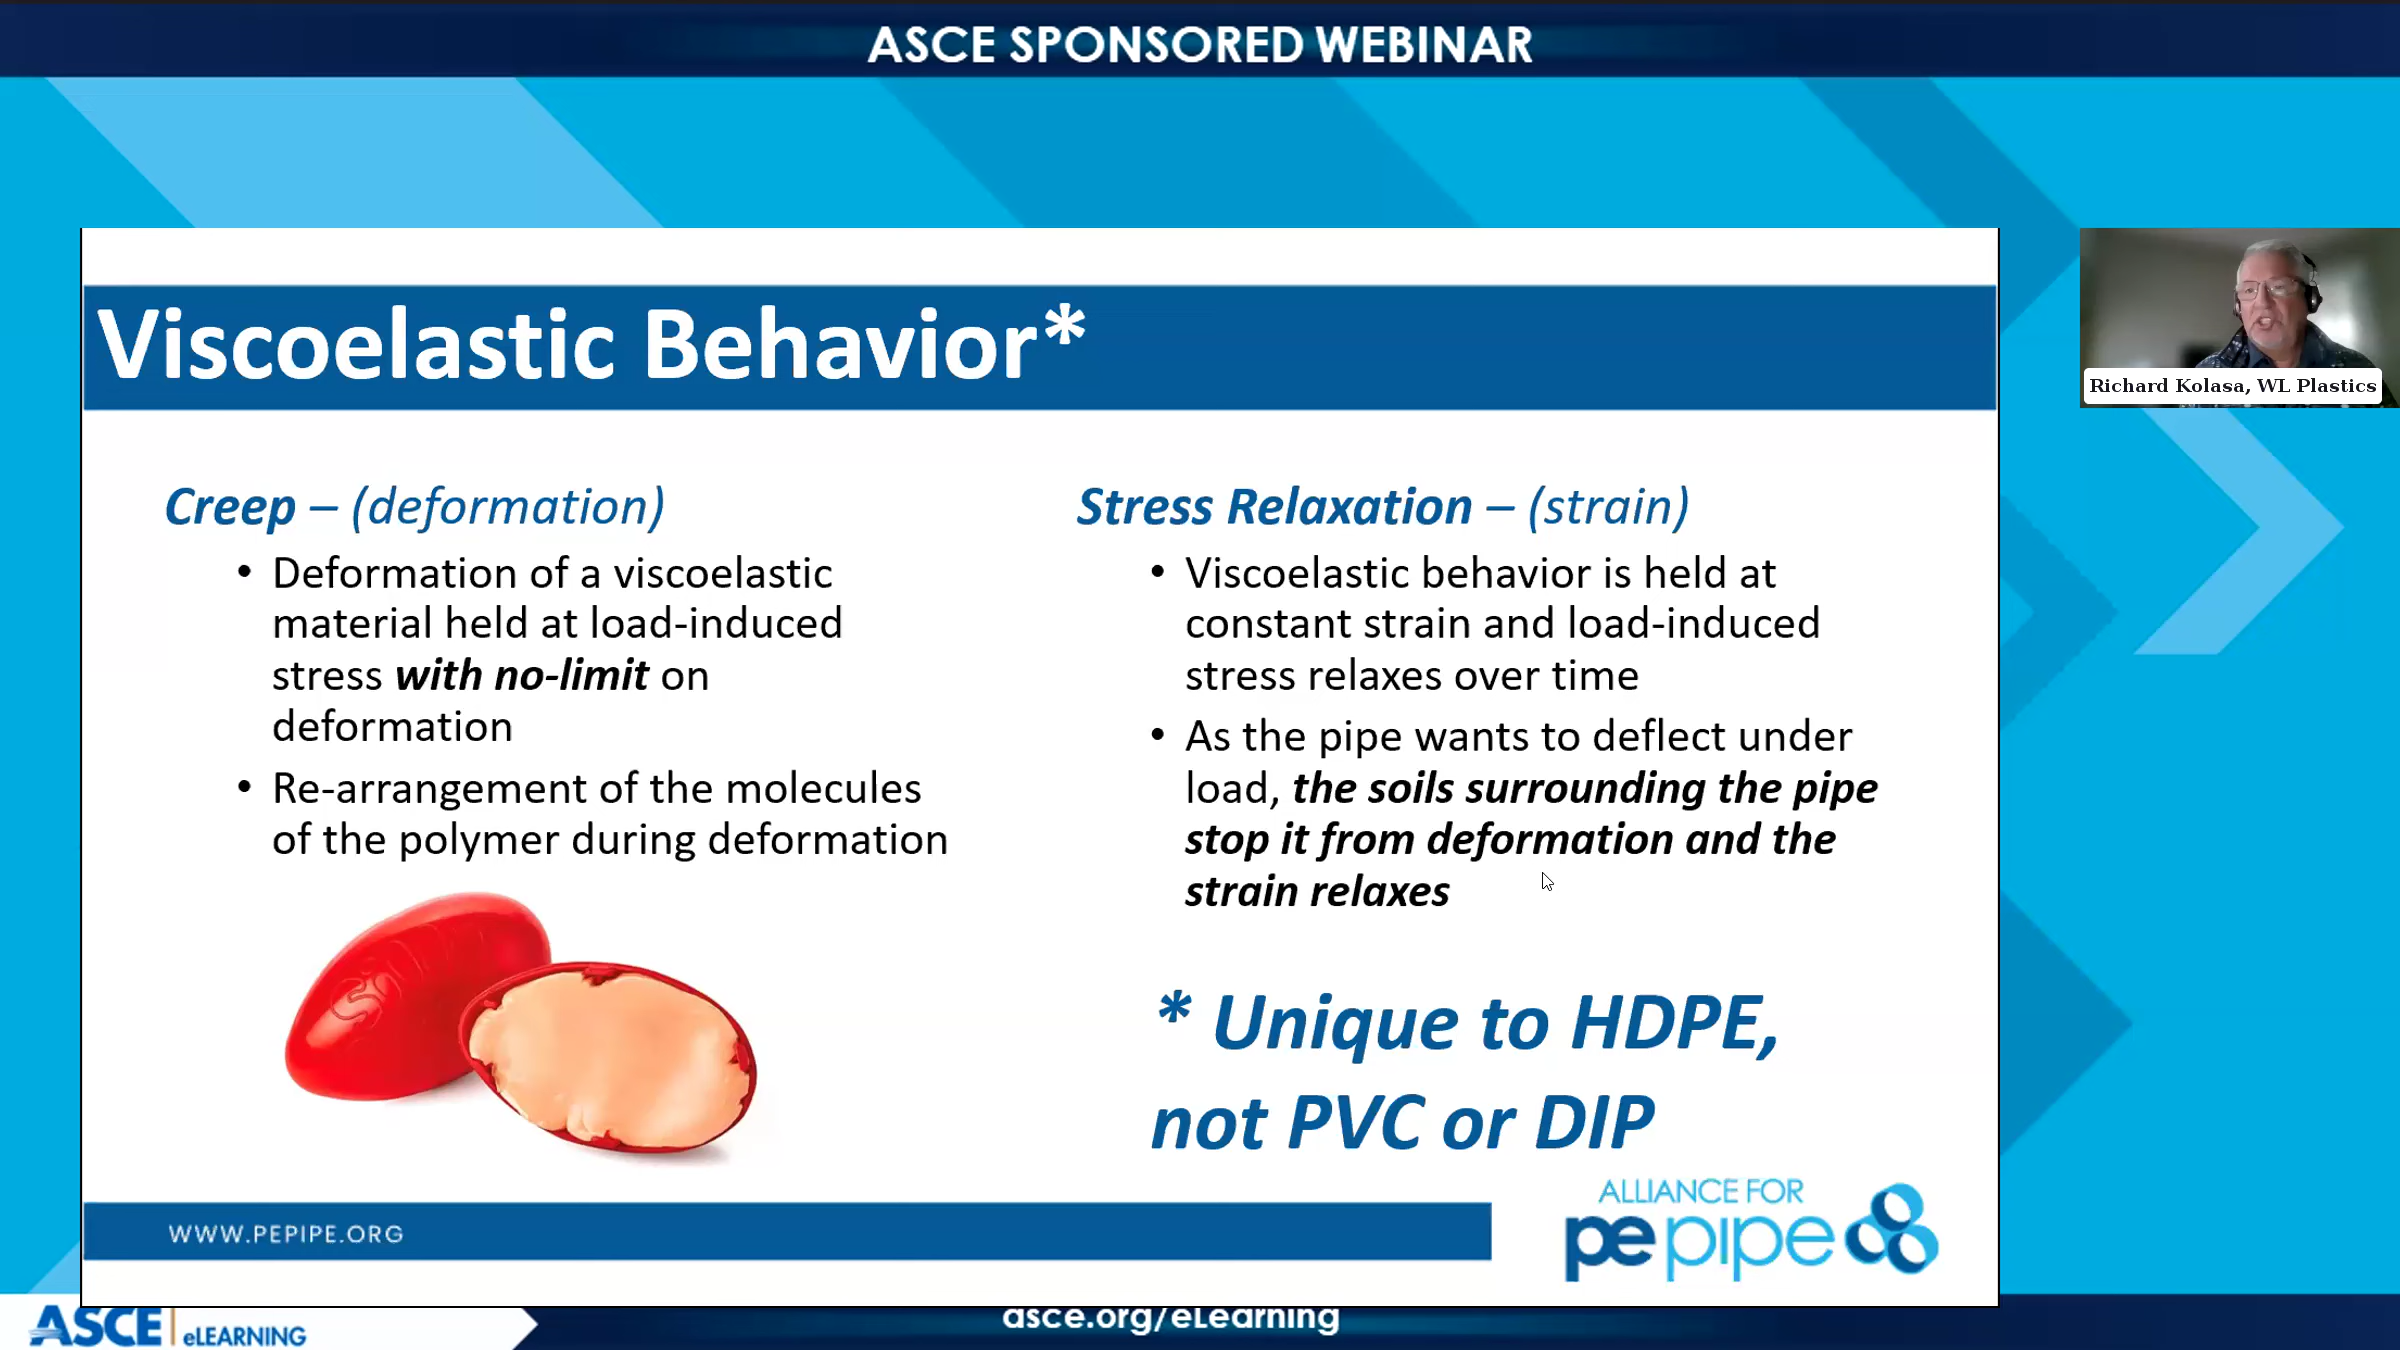 ASCE SPONSORED WEBINAR
Viscoelastic Behavior*
Creep – (deformation)
• Deformation of a viscoelastic
material held at load-induced
stress with no-limit on
deformation
• Re-arrangement of the molecules
of the polymer during deformation
Stress Relaxation – (strain)
• Viscoelastic behavior is held at
constant strain and load-induced
stress relaxes over time
• As the pipe wants to deflect under
load, the soils surrounding the pipe
stop it from deformation and the
strain relaxes
* Unique to HDPE,
not PVC or DIP
WWW.PEPIPE.ORG
ALLIANCE FOR
pepipe
Richard Kolasa, WL Plastics
ASCE eLEARNING
asce.org/eLearning